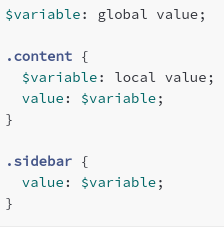 $variable: global value;

.content {
  $variable: local value;
  value: $variable;
}

.sidebar {
  value: $variable;
}